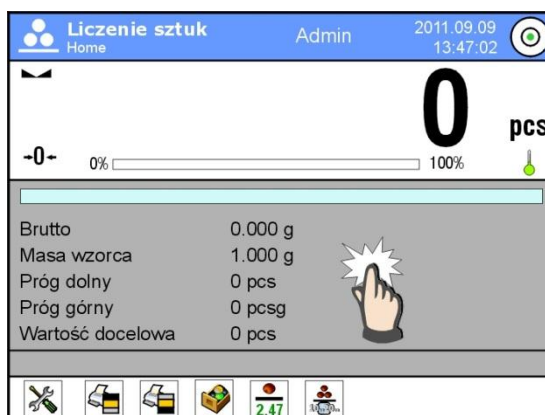 Liczenie sztuk
Home
Admin
2011.09.09
13:47:02
0
pcs
→0←
0%
100%
Brutto 0.000 g
Masa wzorca 1.000 g
Próg dolny 0 pcs
Próg górny 0 pcsg
Wartość docelowa 0 pcs
2.47